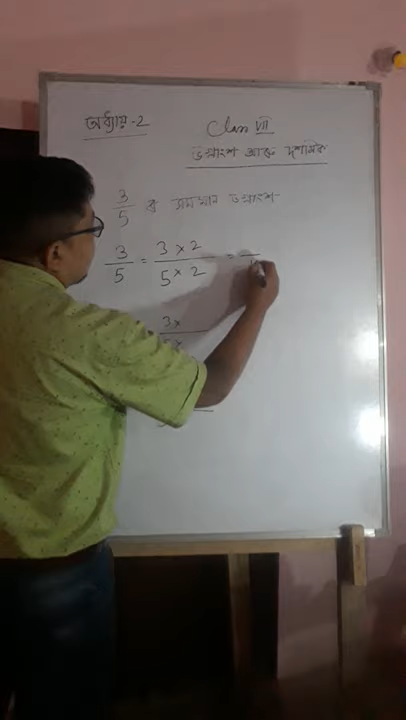 অধ্যায়-2
Class VII
ভগ্নাংশ আৰু দশমিক
3/5 ৰ সমমান ভগ্নাংশ
3/5 = 3 × 2/5 × 2 =
3×